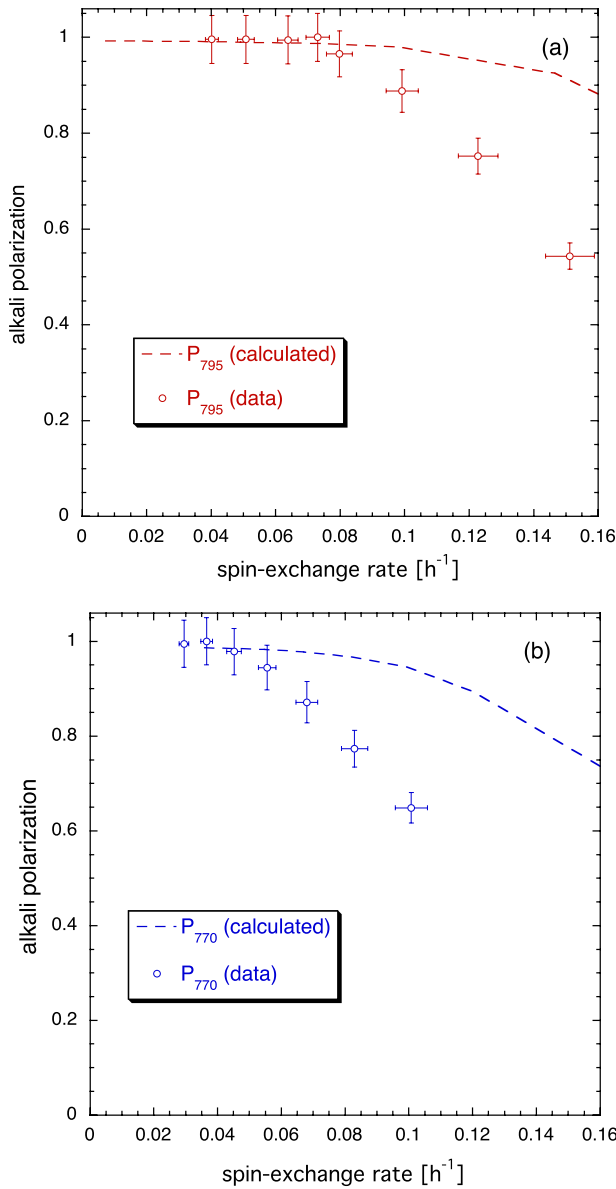 (a)
1
0.8
0.6
0.4
0.2
0
alkali polarization
P795 (calculated)
P795 (data)
0 0.02 0.04 0.06 0.08 0.1 0.12 0.14 0.16
spin-exchange rate [h-1]
(b)
1
0.8
0.6
0.4
0.2
0
alkali polarization
P770 (calculated)
P770 (data)
0 0.02 0.04 0.06 0.08 0.1 0.12 0.14 0.16
spin-exchange rate [h-1]